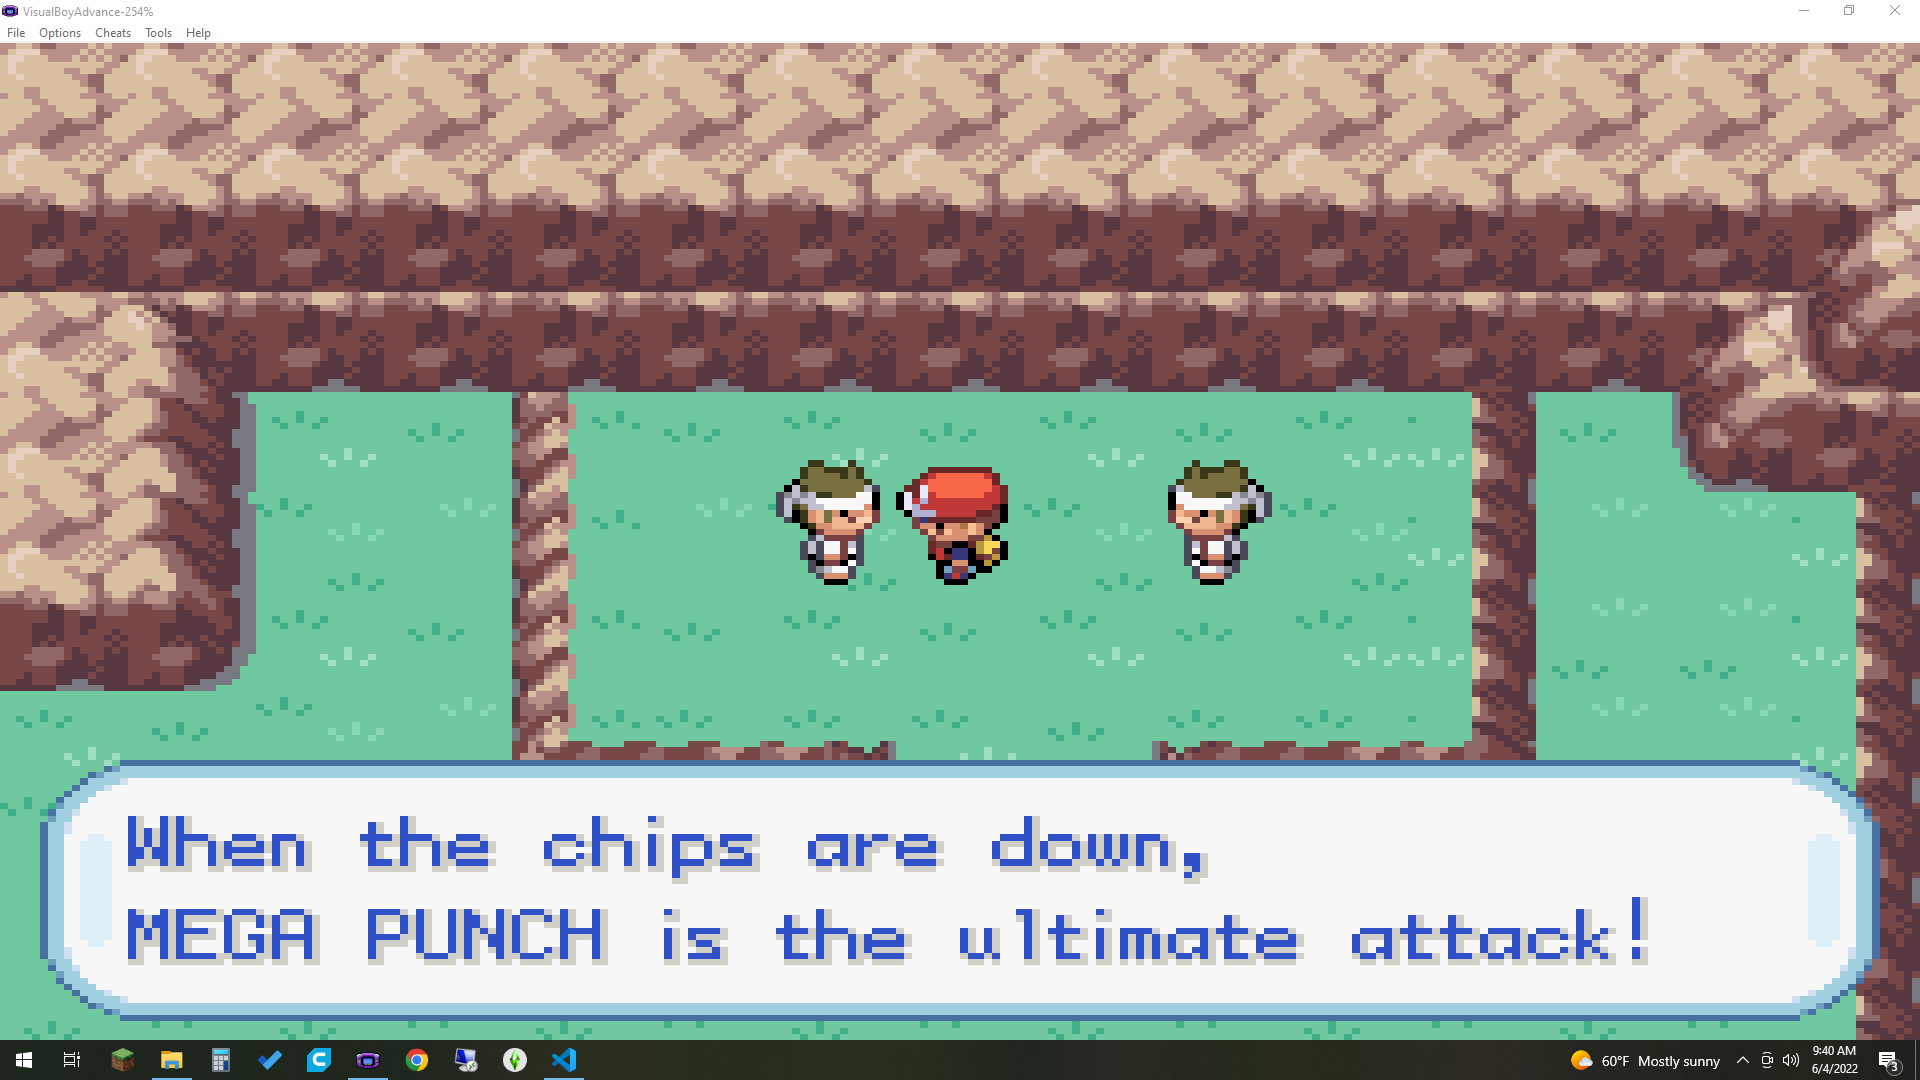 VisualBoyAdvance-254%
File Options Cheats Tools Help
When the chips are down,
MEGA PUNCH is the ultimate attack!
60°F Mostly sunny
9:40 AM
6/4/2022
3